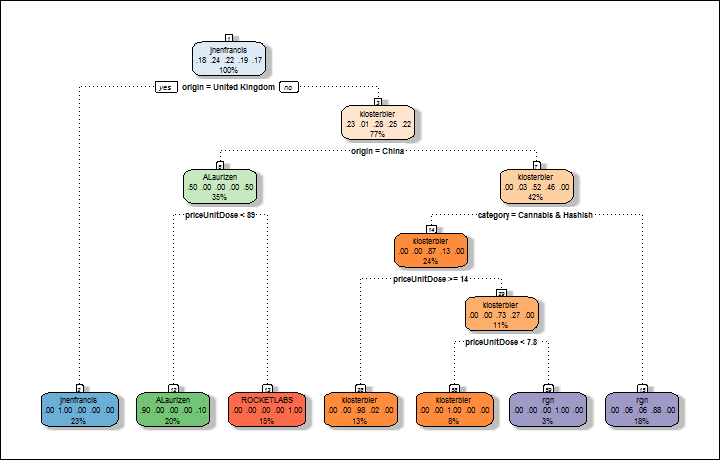 1
jnenfrancis
.18 .24 .22 .19 .17
100%
yes origin = United Kingdom no
3
klosterbier
.23 .01 .28 .25 .22
77%
origin = China
6
ALaurizen
.50 .00 .00 .00 .50
35%
7
klosterbier
.00 .03 .52 .46 .00
42%
priceUnitDose < 89
category = Cannabis & Hashish
14
klosterbier
.00 .00 .87 .13 .00
24%
priceUnitDose >= 14
29
klosterbier
.00 .00 .73 .27 .00
11%
priceUnitDose < 7.8
2
jnenfrancis
.00 1.00 .00 .00 .00
23%
12
ALaurizen
.90 .00 .00 .00 .10
20%
13
ROCKETLABS
.00 .00 .00 .00 1.00
15%
28
klosterbier
.00 .00 .98 .02 .00
13%
58
klosterbier
.00 .00 1.00 .00 .00
8%
59
rgn
.00 .00 .00 1.00 .00
3%
15
rgn
.00 .06 .06 .88 .00
18%